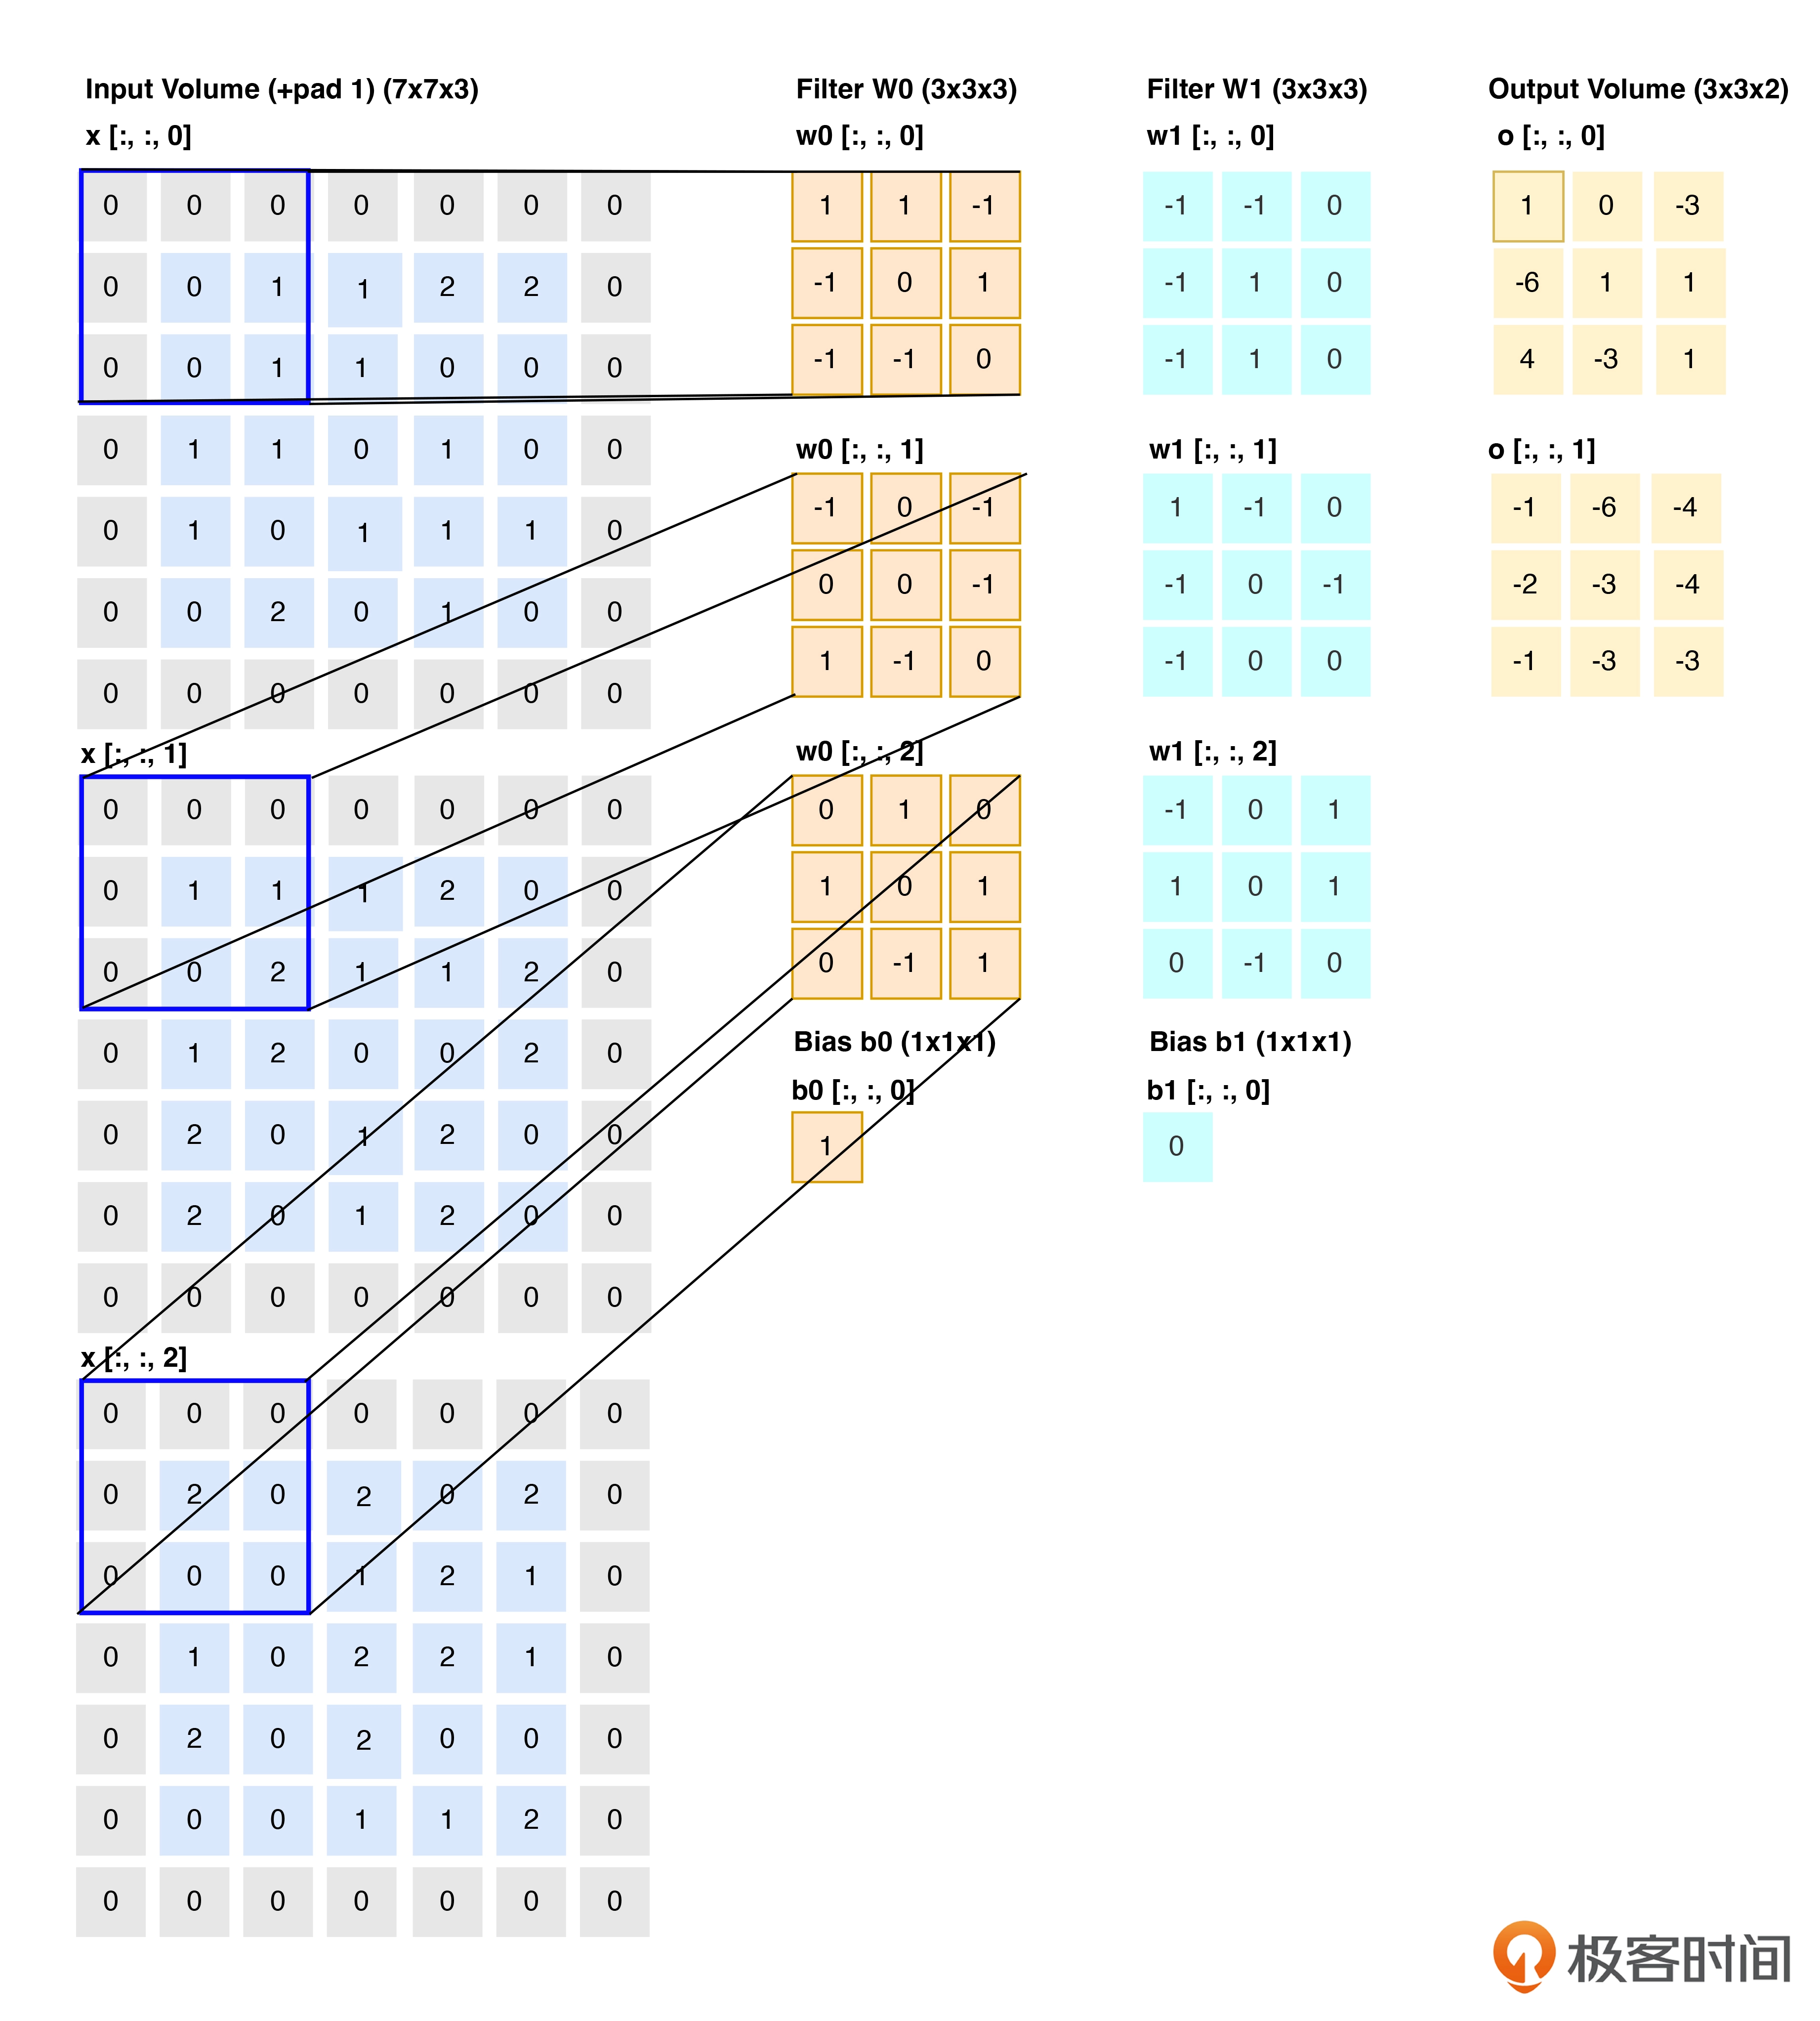 Input Volume (+pad 1) (7x7x3)
x [:, :, 0]
0 0 0 0 0 0 0
0 0 1 1 2 2 0
0 0 1 1 0 0 0
0 1 1 0 1 0 0
0 1 0 1 1 1 0
0 0 2 0 1 0 0
0 0 0 0 0 0 0
x [:, :, 1]
0 0 0 0 0 0 0
0 1 1 1 2 0 0
0 0 2 1 1 2 0
0 1 2 0 0 2 0
0 2 0 1 2 0 0
0 2 0 1 2 0 0
0 0 0 0 0 0 0
x [:, :, 2]
0 0 0 0 0 0 0
0 2 0 2 0 2 0
0 0 0 1 2 1 0
0 1 0 2 2 1 0
0 2 0 2 0 0 0
0 0 0 1 1 2 0
0 0 0 0 0 0 0
Filter W0 (3x3x3)
w0 [:, :, 0]
1 1 -1
-1 0 1
-1 -1 0
w0 [:, :, 1]
-1 0 -1
0 0 -1
1 -1 0
w0 [:, :, 2]
0 1 0
1 0 1
0 -1 1
Bias b0 (1x1x1)
b0 [:, :, 0]
1
Filter W1 (3x3x3)
w1 [:, :, 0]
-1 -1 0
-1 1 0
-1 1 0
w1 [:, :, 1]
1 -1 0
-1 0 -1
-1 0 0
w1 [:, :, 2]
-1 0 1
1 0 1
0 -1 0
Bias b1 (1x1x1)
b1 [:, :, 0]
0
Output Volume (3x3x2)
o [:, :, 0]
1 0 -3
-6 1 1
4 -3 1
o [:, :, 1]
-1 -6 -4
-2 -3 -4
-1 -3 -3
极客时间